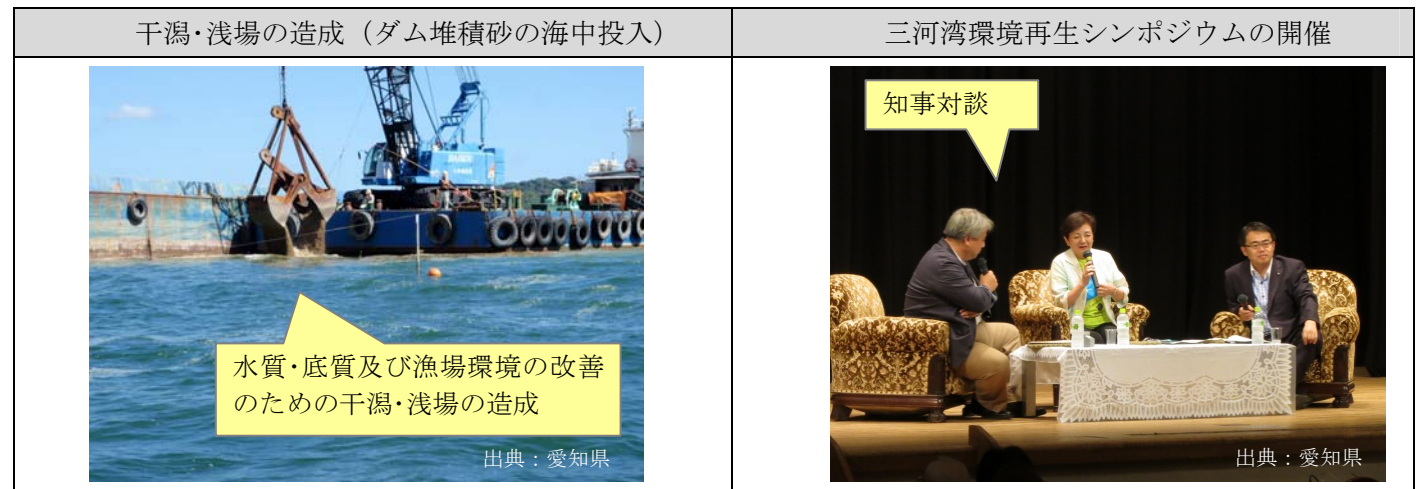 干潟・浅場の造成（ダム堆積砂の海中投入）
三河湾環境再生シンポジウムの開催
知事対談
水質・底質及び漁場環境の改善
のための干潟・浅場の造成
出典：愛知県
出典：愛知県